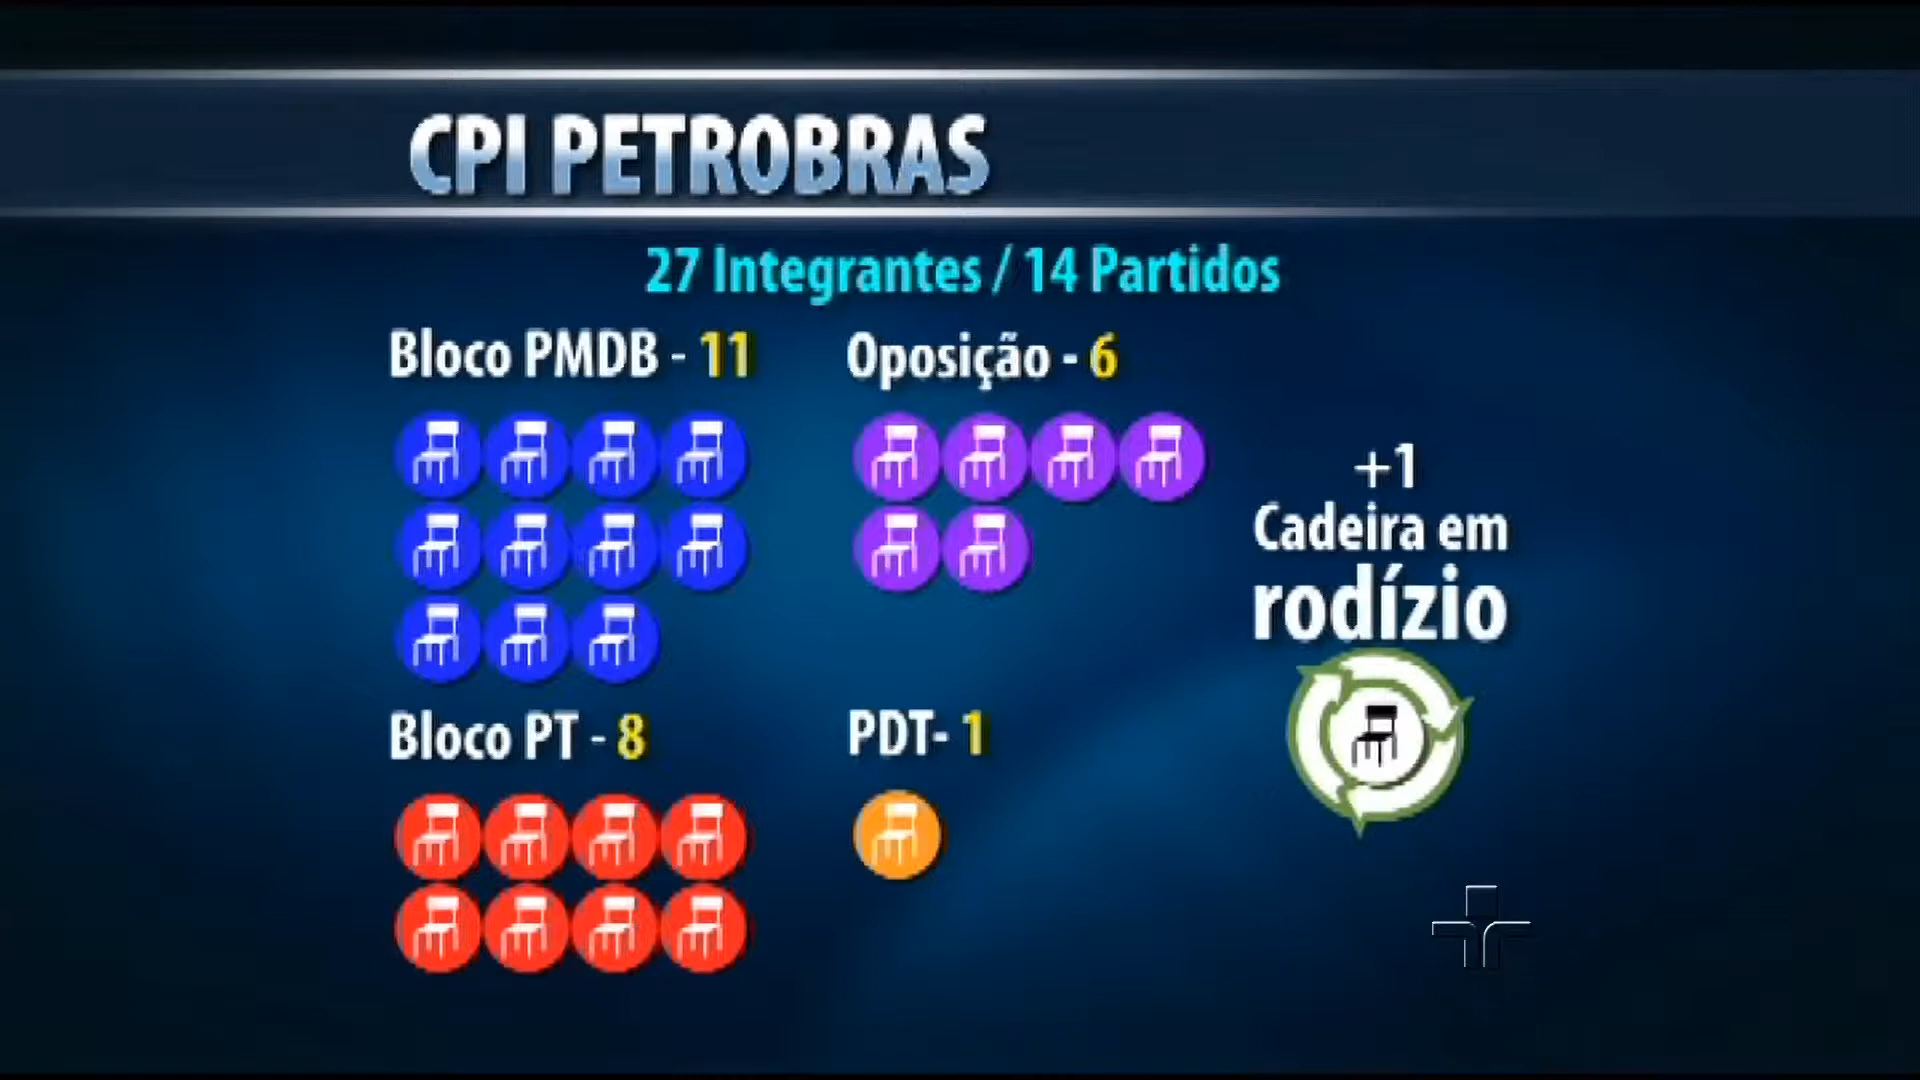 CPI PETROBRAS
27 Integrantes / 14 Partidos
Bloco PMDB - 11
Oposição - 6
+1
Cadeira em
rodízio
Bloco PT - 8
PDT- 1